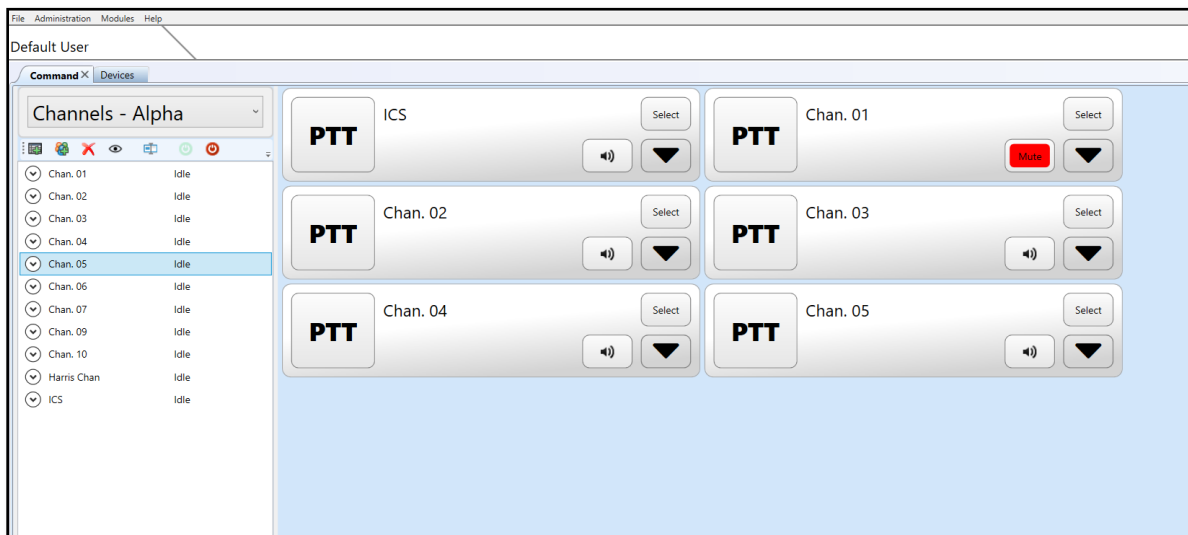 File Administration Modules Help
Default User
Command Devices
Channels - Alpha
Chan. 01 Idle
Chan. 02 Idle
Chan. 03 Idle
Chan. 04 Idle
Chan. 05 Idle
Chan. 06 Idle
Chan. 07 Idle
Chan. 09 Idle
Chan. 10 Idle
Harris Chan Idle
ICS Idle
PTT ICS Select
PTT Chan. 01 Select
Mute
PTT Chan. 02 Select
PTT Chan. 03 Select
PTT Chan. 04 Select
PTT Chan. 05 Select